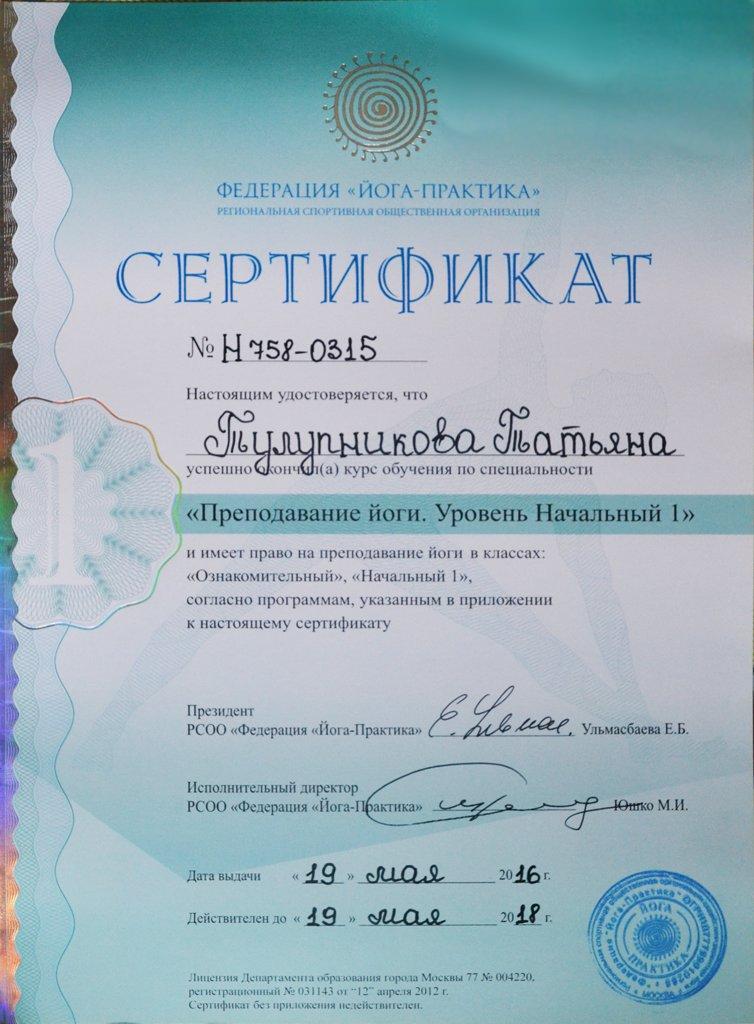 ФЕДЕРАЦИЯ «ЙОГА-ПРАКТИКА»
РЕГИОНАЛЬНАЯ СПОРТИВНАЯ ОБЩЕСТВЕННАЯ ОРГАНИЗАЦИЯ
СЕРТИФИКАТ
№ Н 758-0315
Настоящим удостоверяется, что
Тулупникова Татьяна
успешно окончил(а) курс обучения по специальности
1
«Преподавание йоги. Уровень Начальный 1»
и имеет право на преподавание йоги в классах:
«Ознакомительный», «Начальный 1»,
согласно программам, указанным в приложении
к настоящему сертификату
Президент
РСОО «Федерация «Йога-Практика» Ульмасбаева Е.Б.
Исполнительный директор
РСОО «Федерация «Йога-Практика» Юшко М.И.
Дата выдачи « 19 » мая 2016 г.
Действителен до « 19 » мая 2018 г.
ЙОГА
ПРАКТИКА
Лицензия Департамента образования города Москвы 77 № 004220,
регистрационный № 031143 от "12" апреля 2012 г.
Сертификат без приложения недействителен.